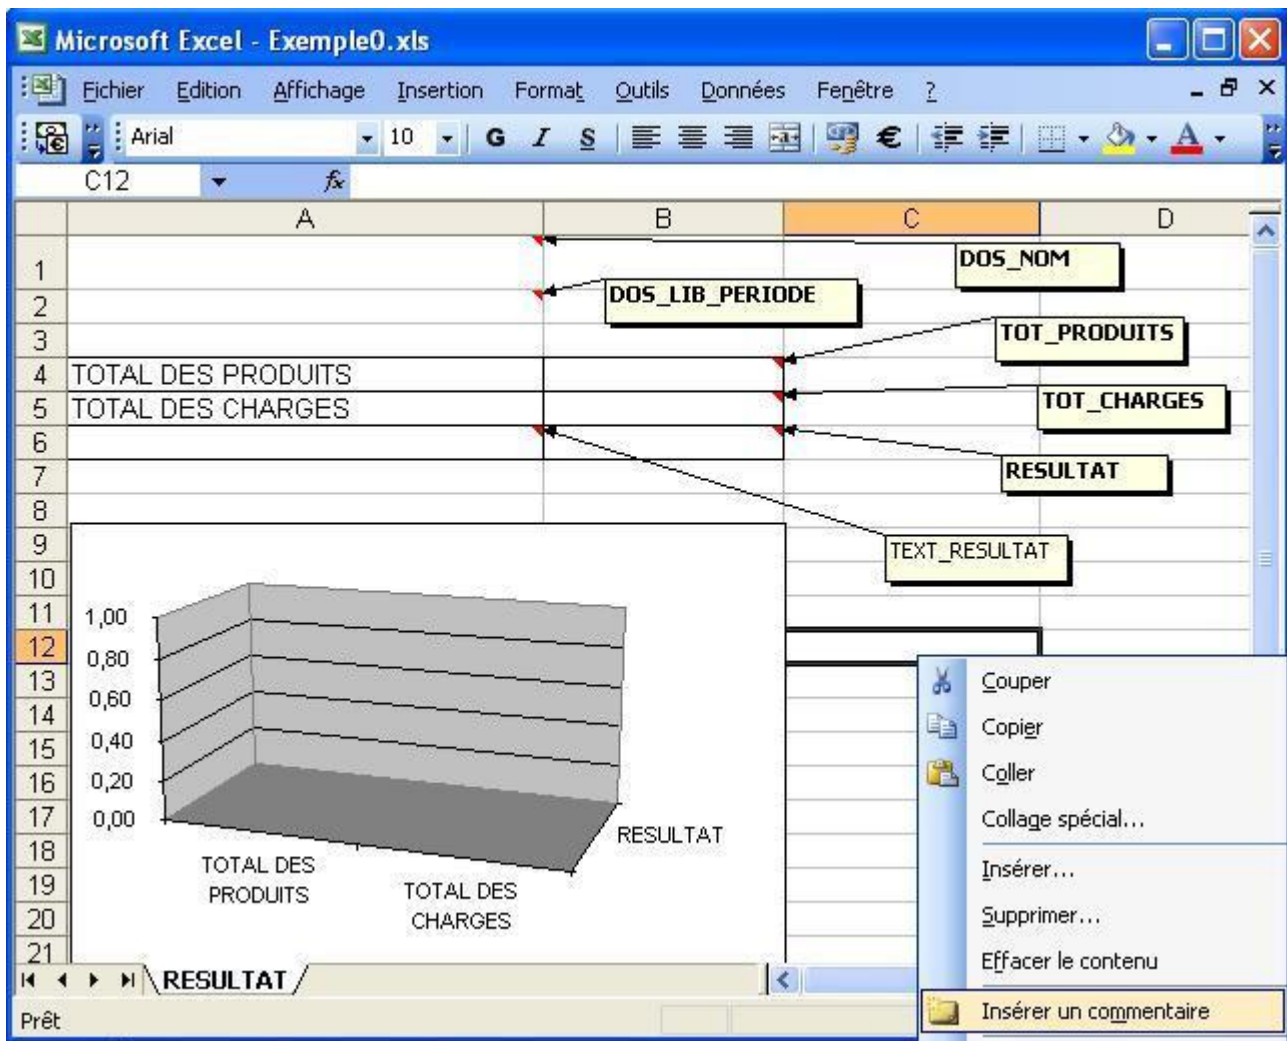 Microsoft Excel - Exemple0.xls
Fichier Edition Affichage Insertion Format Outils Données Fenêtre ?
Arial 10 G I S € A
C12 fx
A B C D
1
DOS_NOM
2
DOS_LIB_PERIODE
3
TOT_PRODUITS
4 TOTAL DES PRODUITS
5 TOTAL DES CHARGES
TOT_CHARGES
6
7
RESULTAT
8
9
TEXT_RESULTAT
10
11
12
13
14
15
16
17
18
19
20
21
1,00
0,80
0,60
0,40
0,20
0,00
TOTAL DES
PRODUITS
TOTAL DES
CHARGES
RESULTAT
Couper
Copier
Coller
Collage spécial...
Insérer...
Supprimer...
Effacer le contenu
Insérer un commentaire
RESULTAT
Prêt